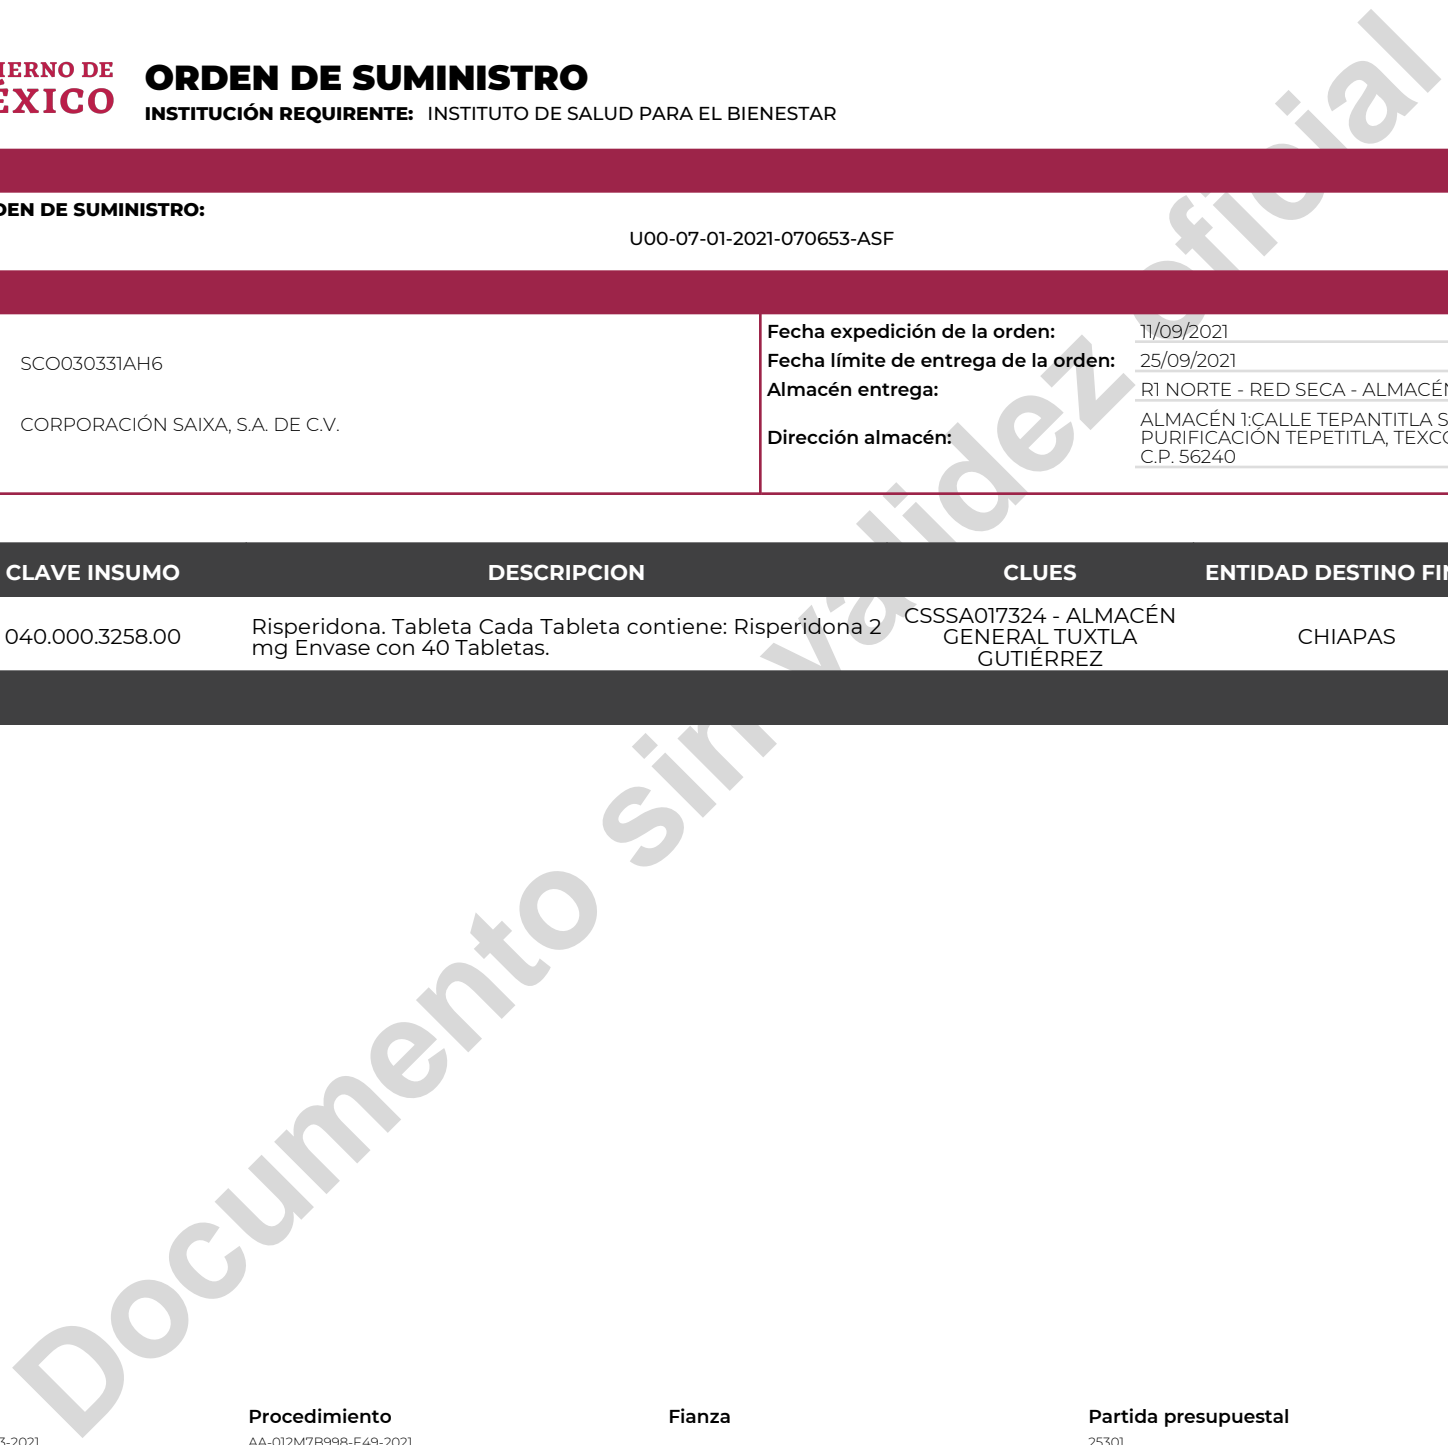 IERNO DE
ÉXICO
ORDEN DE SUMINISTRO
INSTITUCIÓN REQUIRENTE: INSTITUTO DE SALUD PARA EL BIENESTAR
DEN DE SUMINISTRO:
U00-07-01-2021-070653-ASF
SCO030331AH6
CORPORACIÓN SAIXA, S.A. DE C.V.
Fecha expedición de la orden: 11/09/2021
Fecha límite de entrega de la orden: 25/09/2021
Almacén entrega: R1 NORTE - RED SECA - ALMACÉN
Dirección almacén: ALMACÉN 1:CALLE TEPANTITLA S
PURIFICACIÓN TEPETITLA, TEXCO
C.P. 56240
CLAVE INSUMO DESCRIPCION CLUES ENTIDAD DESTINO FIN
040.000.3258.00
Risperidona. Tableta Cada Tableta contiene: Risperidona 2
mg Envase con 40 Tabletas.
CSSSA017324 - ALMACÉN
GENERAL TUXTLA
GUTIÉRREZ
CHIAPAS
Documento sin validez oficial
Procedimiento Fianza Partida presupuestal
3-2021 AA-012M7B998-E49-2021 25301